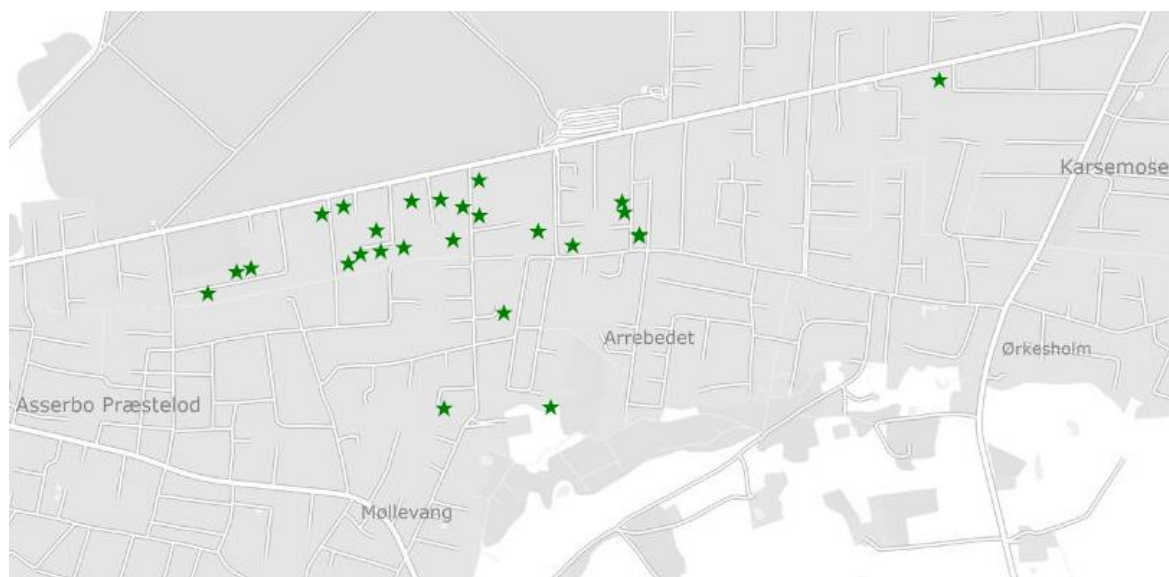 Karsemose
Arrebedet
Ørkesholm
Asserbo Præstelod
Møllevang